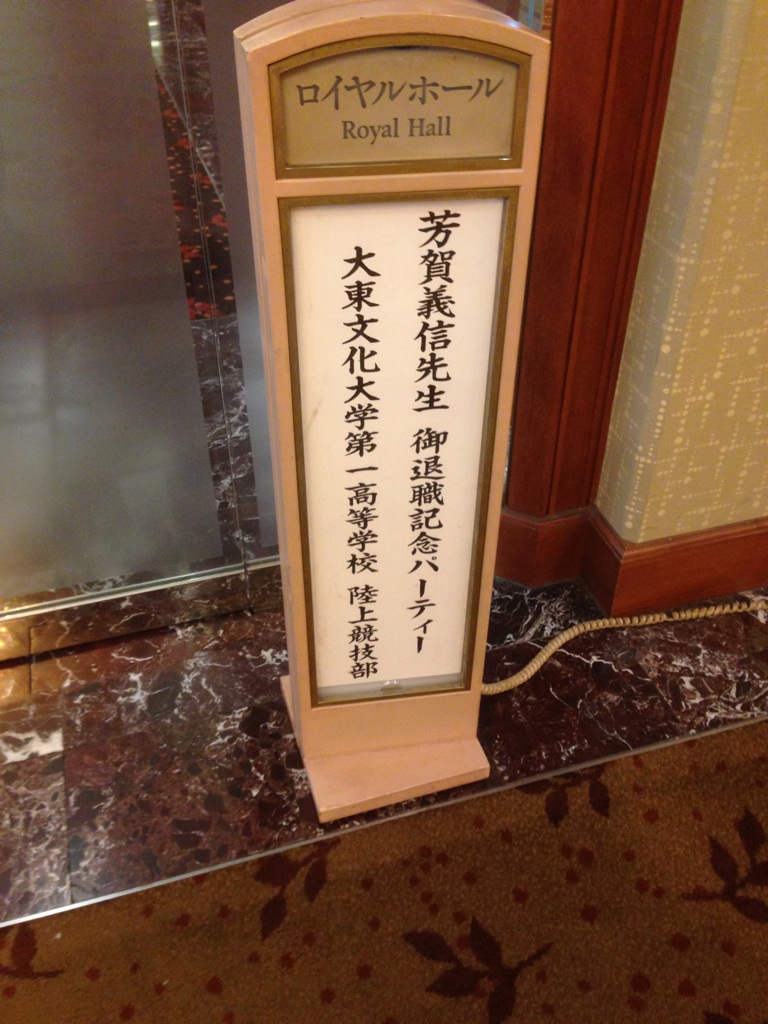 ロイヤルホール
Royal Hall
芳賀義信先生 御退職記念パーティー
大東文化大学第一高等学校 陸上競技部